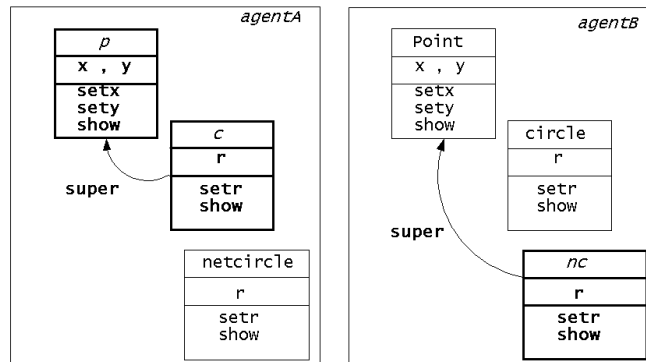 agentA
p
x , y
setx
sety
show
c
r
super
setr
show
netcircle
r
setr
show
agentB
Point
x , y
setx
sety
show
circle
r
setr
show
super
nc
r
setr
show